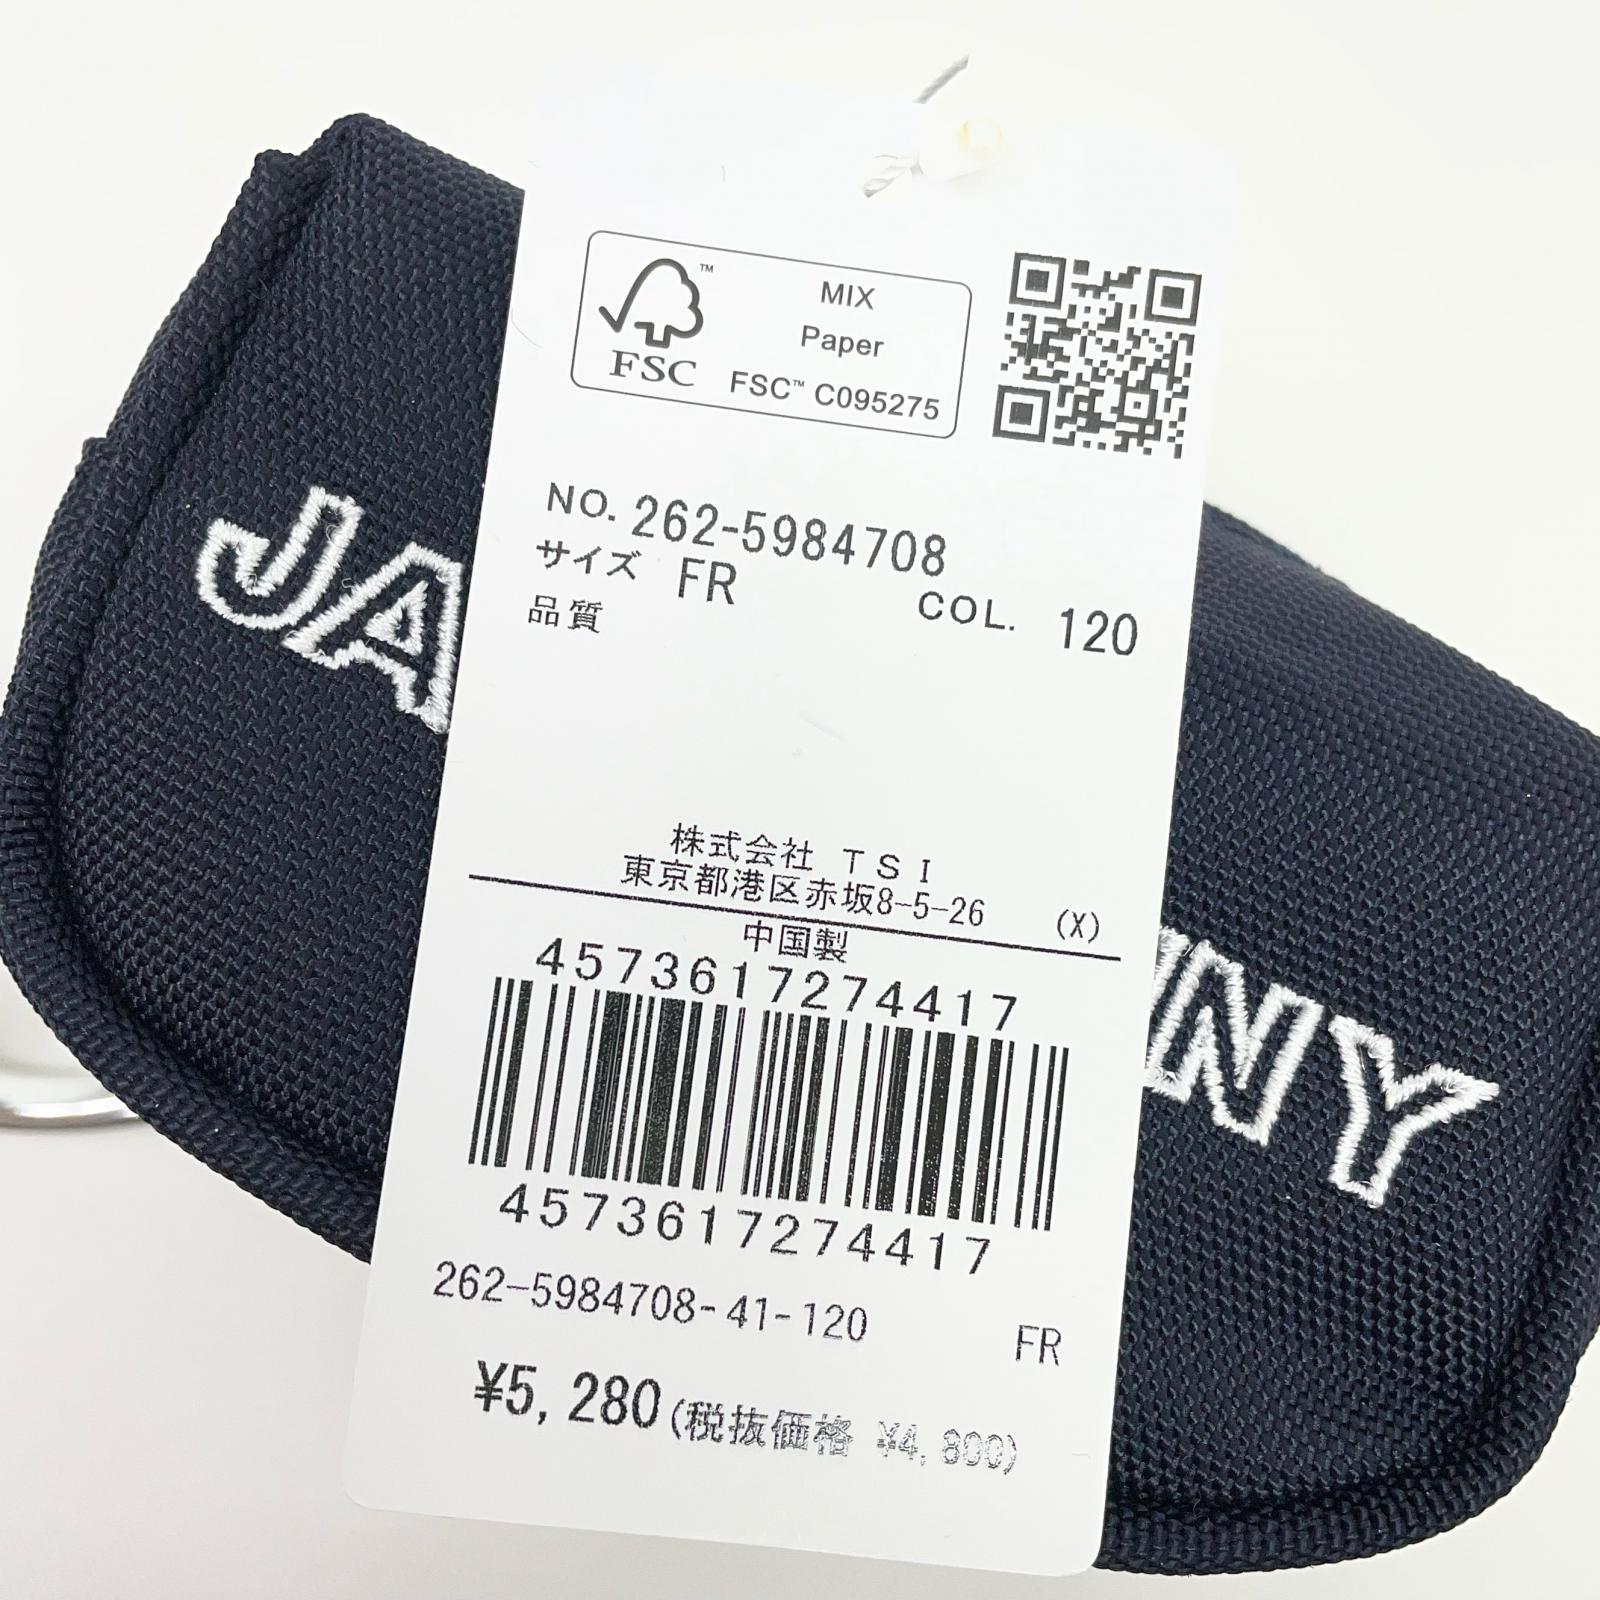 MIX
Paper
FSC™ C095275
FSC™
NO. 262-5984708
サイズ FR
COL. 120
品質
株式会社 TSI
東京都港区赤坂8-5-26 (X)
中国製
4573617274417
4573617274417
262-5984708-41-120 FR
¥5,280(税抜価格 ¥4,800)
JA
NNY